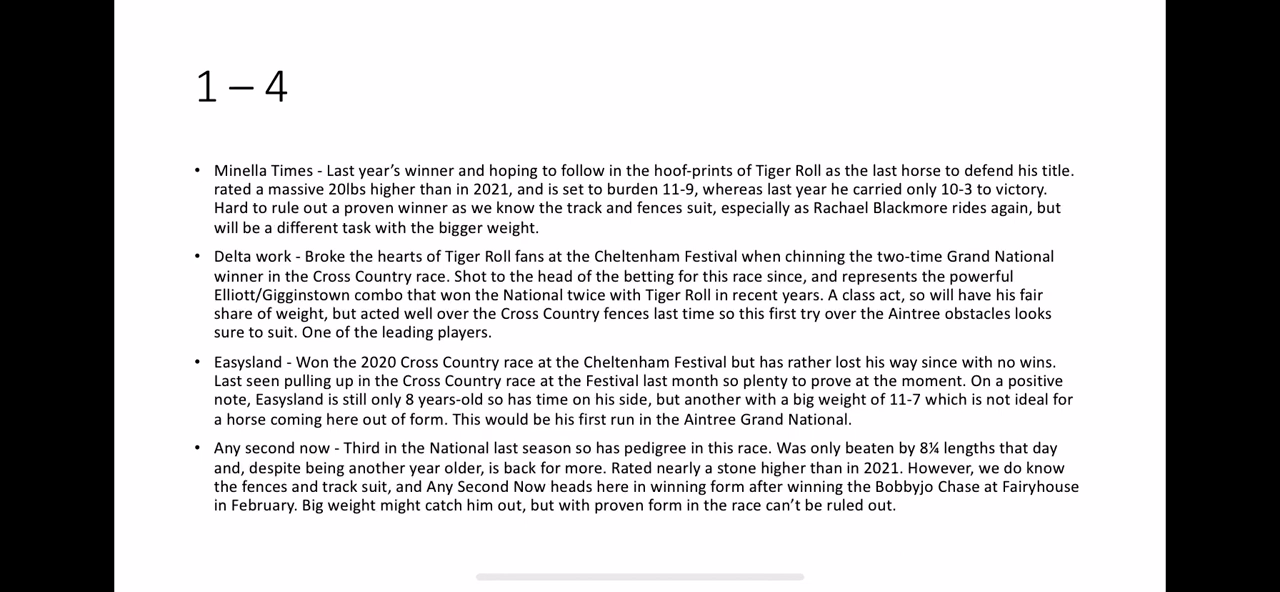 1 – 4
• Minella Times - Last year’s winner and hoping to follow in the hoof-prints of Tiger Roll as the last horse to defend his title.
rated a massive 20lbs higher than in 2021, and is set to burden 11-9, whereas last year he carried only 10-3 to victory.
Hard to rule out a proven winner as we know the track and fences suit, especially as Rachael Blackmore rides again, but
will be a different task with the bigger weight.
• Delta work - Broke the hearts of Tiger Roll fans at the Cheltenham Festival when chinning the two-time Grand National
winner in the Cross Country race. Shot to the head of the betting for this race since, and represents the powerful
Elliott/Gigginstown combo that won the National twice with Tiger Roll in recent years. A class act, so will have his fair
share of weight, but acted well over the Cross Country fences last time so this first try over the Aintree obstacles looks
sure to suit. One of the leading players.
• Easysland - Won the 2020 Cross Country race at the Cheltenham Festival but has rather lost his way since with no wins.
Last seen pulling up in the Cross Country race at the Festival last month so plenty to prove at the moment. On a positive
note, Easysland is still only 8 years-old so has time on his side, but another with a big weight of 11-7 which is not ideal for
a horse coming here out of form. This would be his first run in the Aintree Grand National.
• Any second now - Third in the National last season so has pedigree in this race. Was only beaten by 8¼ lengths that day
and, despite being another year older, is back for more. Rated nearly a stone higher than in 2021. However, we do know
the fences and track suit, and Any Second Now heads here in winning form after winning the Bobbyjo Chase at Fairyhouse
in February. Big weight might catch him out, but with proven form in the race can’t be ruled out.